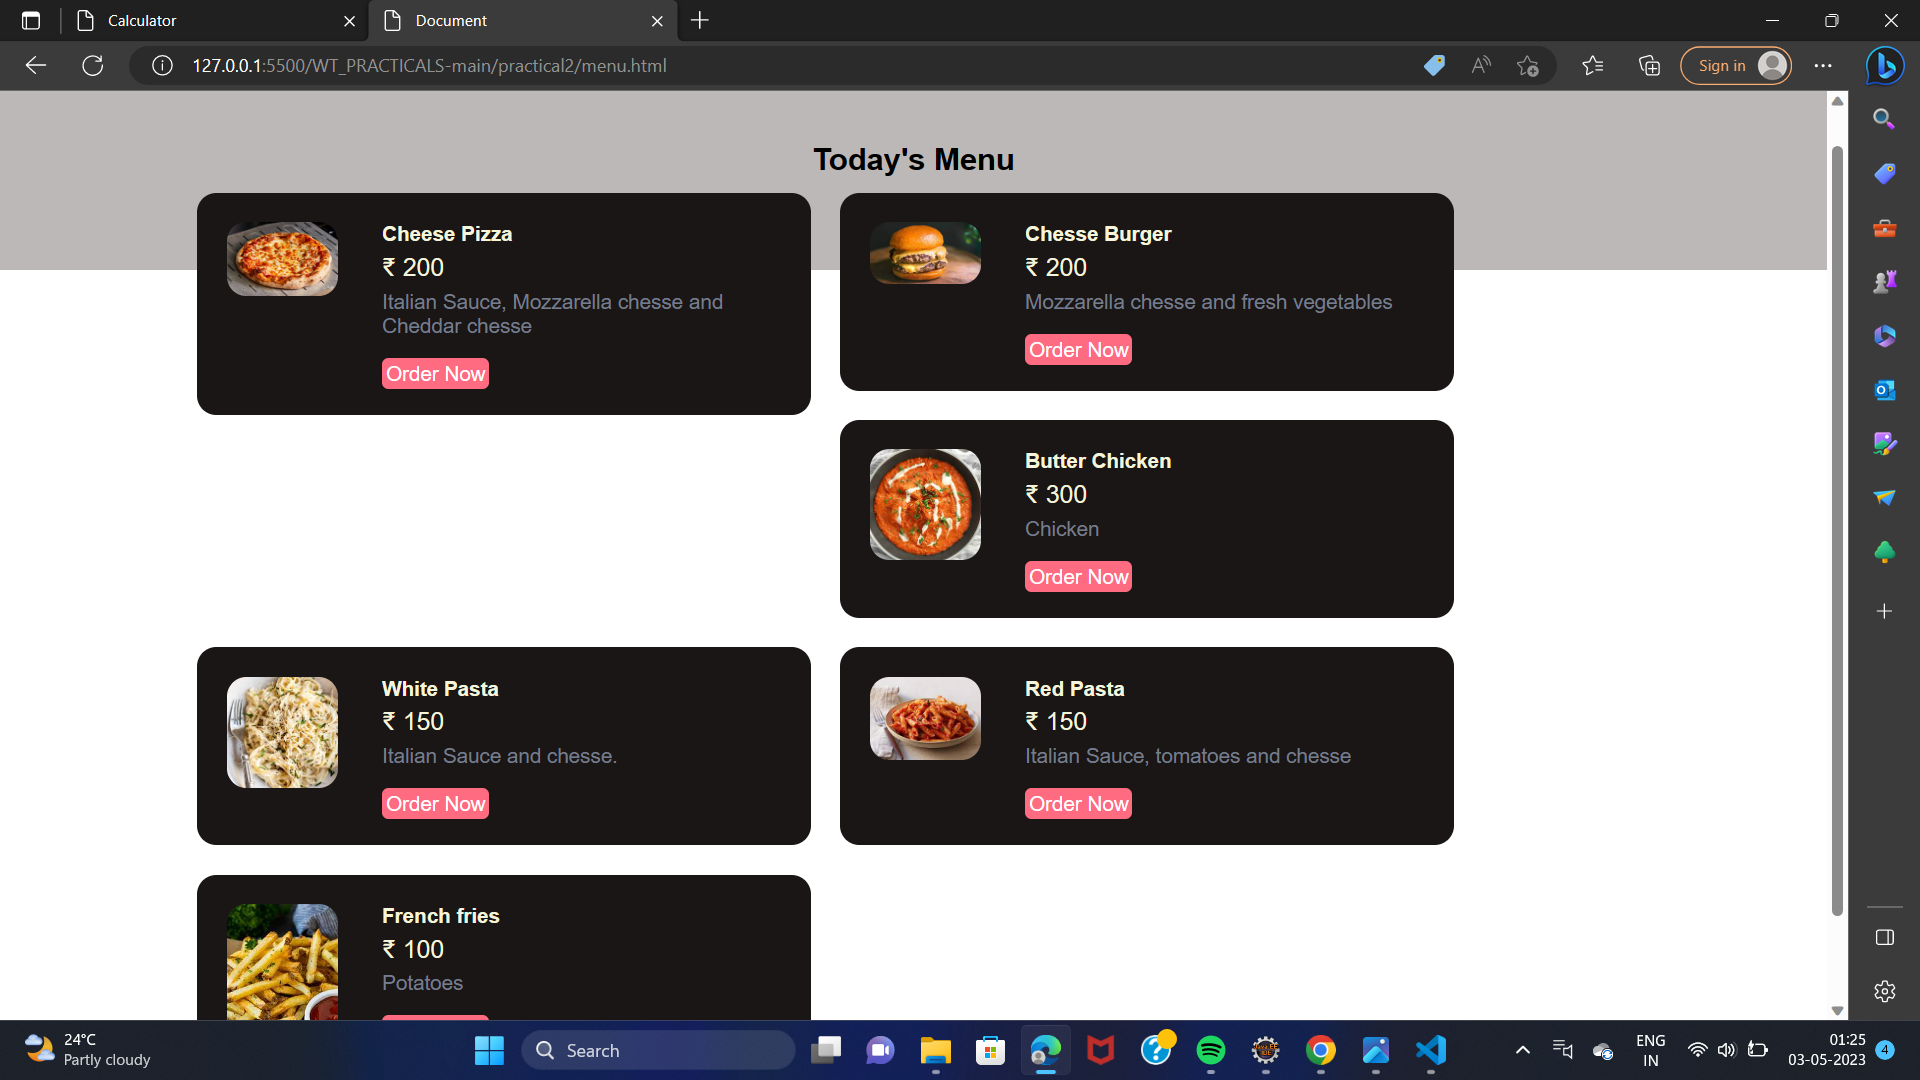 Calculator
Document
127.0.0.1:5500/WT_PRACTICALS-main/practical2/menu.html
Sign in
Today's Menu
Cheese Pizza
₹ 200
Italian Sauce, Mozzarella chesse and
Cheddar chesse
Order Now
Chesse Burger
₹ 200
Mozzarella chesse and fresh vegetables
Order Now
Butter Chicken
₹ 300
Chicken
Order Now
White Pasta
₹ 150
Italian Sauce and chesse.
Order Now
Red Pasta
₹ 150
Italian Sauce, tomatoes and chesse
Order Now
French fries
₹ 100
Potatoes
24°C
Partly cloudy
Search
ENG
IN
01:25
03-05-2023
4